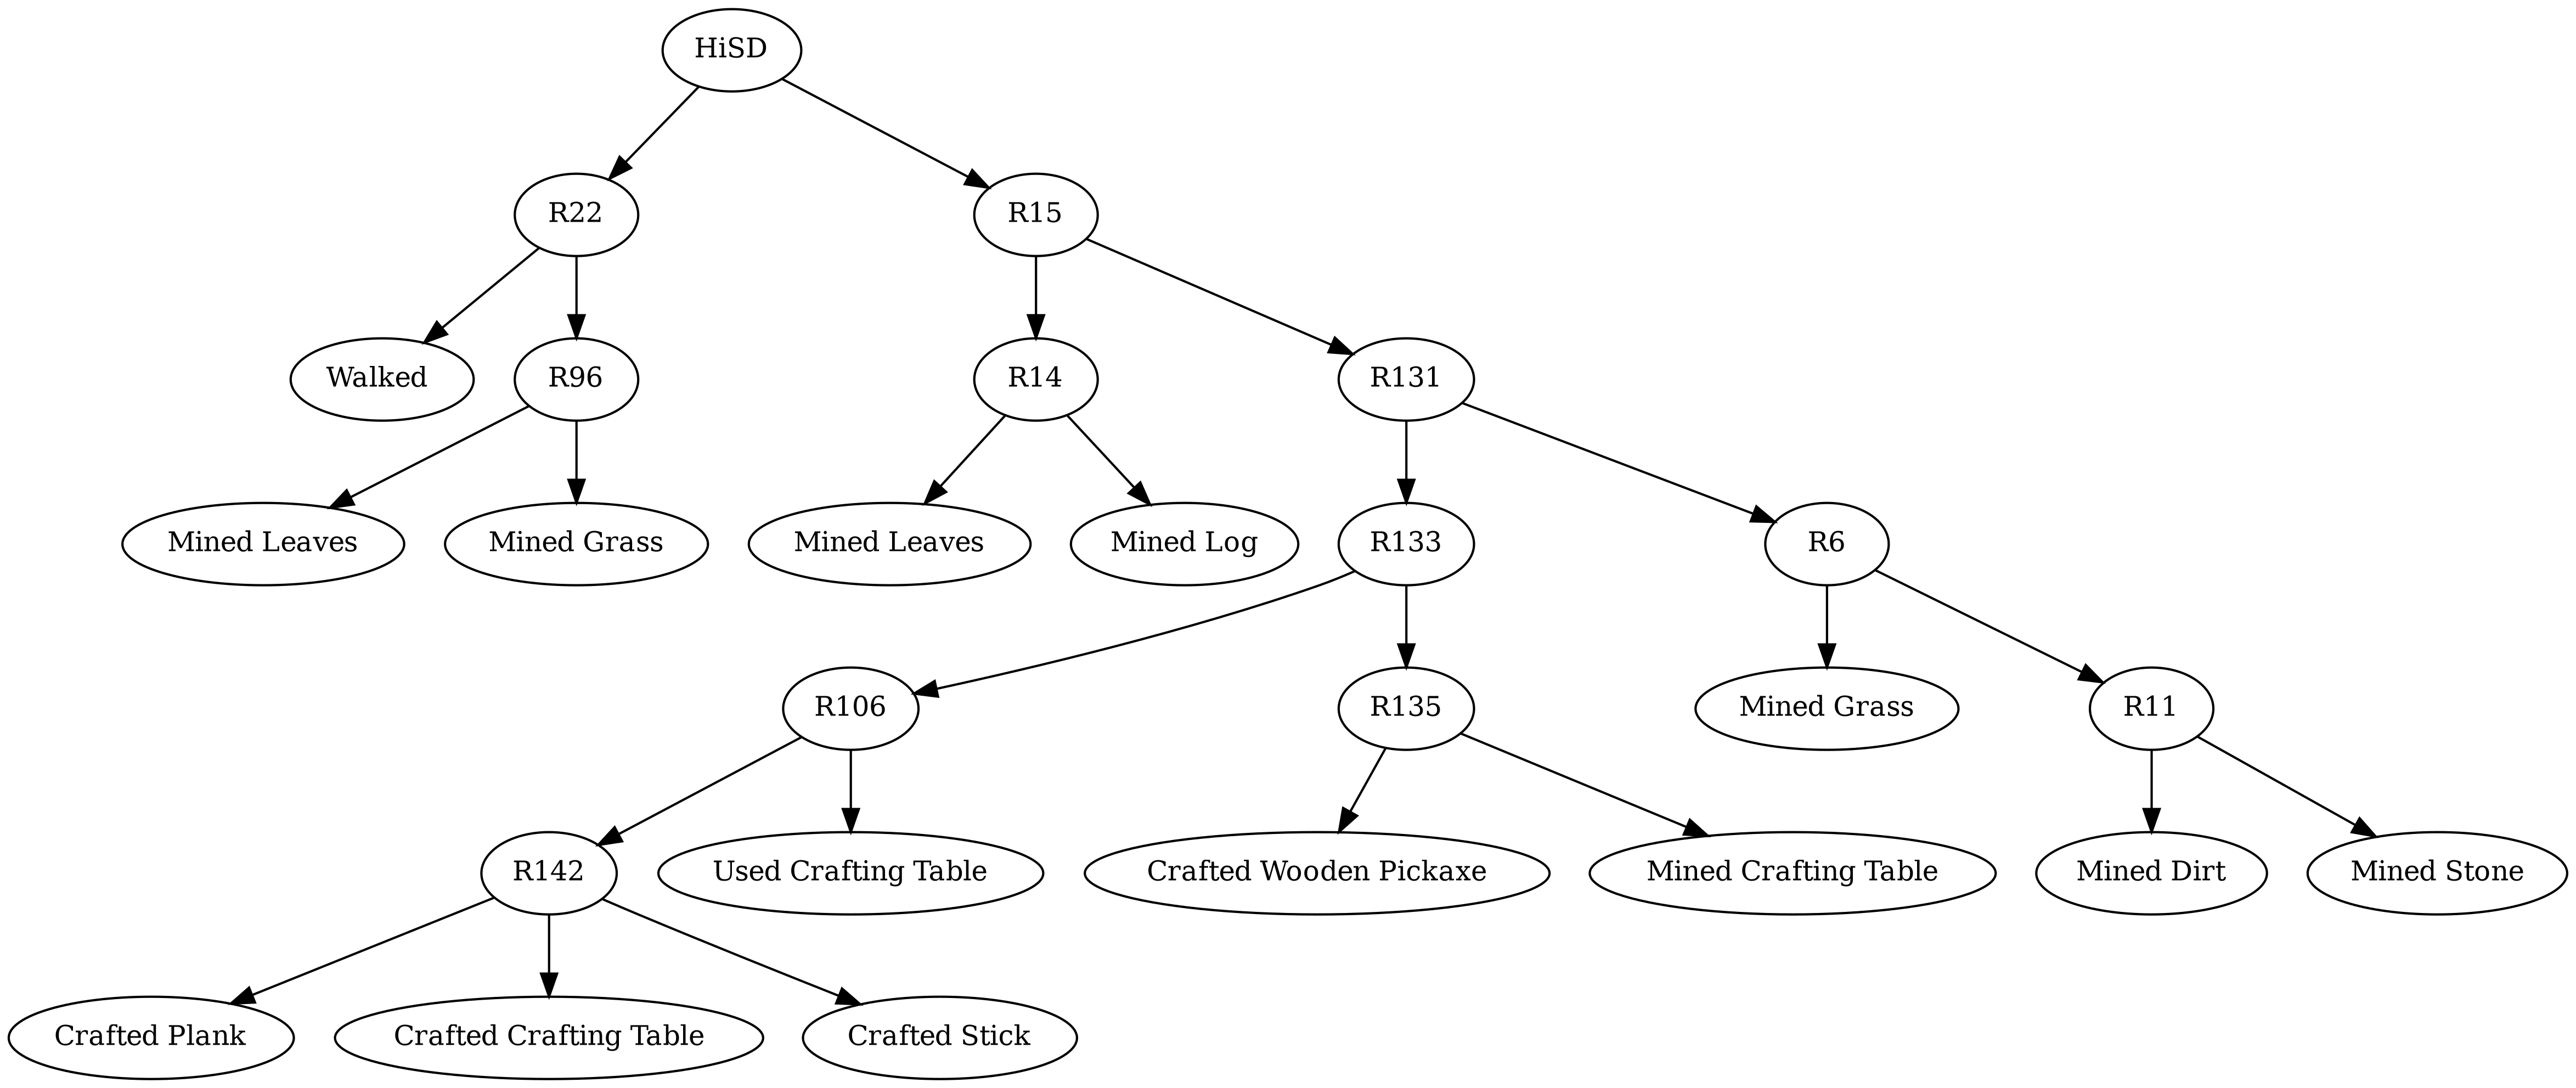 HiSD
R22
R15
Walked
R96
R14
R131
Mined Leaves
Mined Grass
Mined Leaves
Mined Log
R133
R6
R106
R135
Mined Grass
R11
R142
Used Crafting Table
Crafted Wooden Pickaxe
Mined Crafting Table
Mined Dirt
Mined Stone
Crafted Plank
Crafted Crafting Table
Crafted Stick